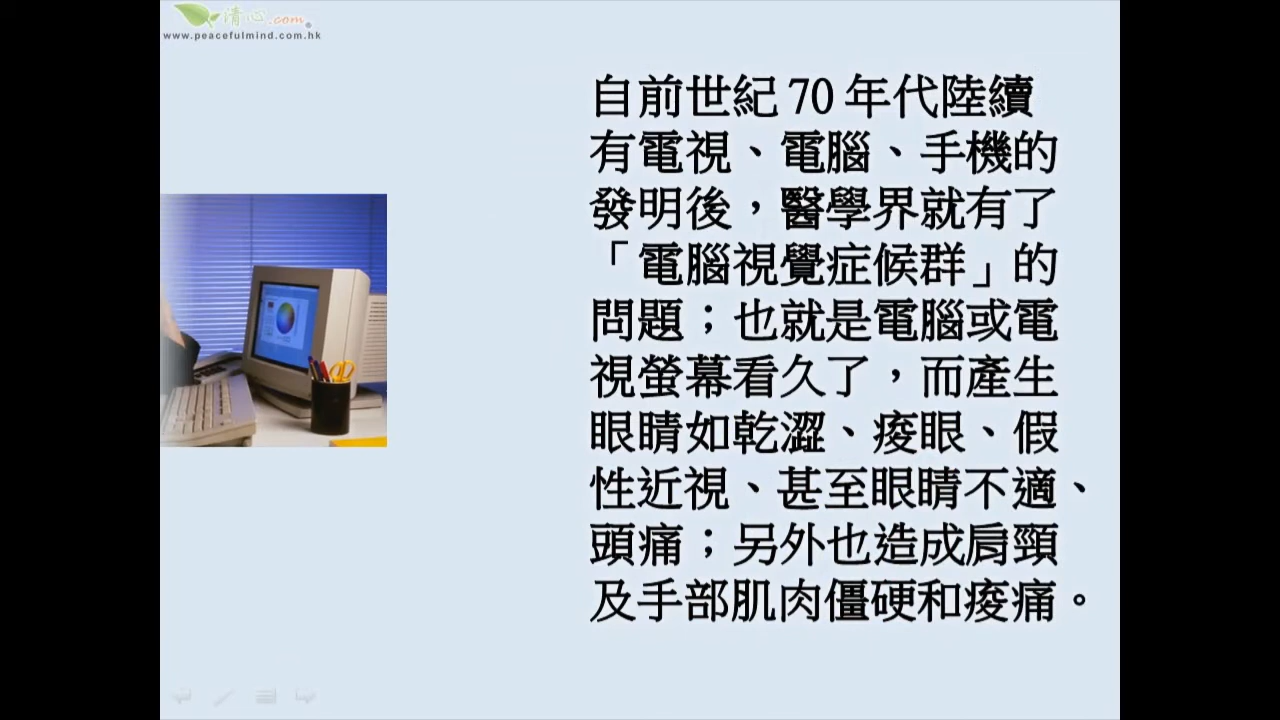 清心.com
www.peacefulmind.com.hk
自前世紀70年代陸續
有電視、電腦、手機的
發明後，醫學界就有了
「電腦視覺症候群」的
問題；也就是電腦或電
視螢幕看久了，而產生
眼睛如乾澀、痠眼、假
性近視、甚至眼睛不適、
頭痛；另外也造成肩頸
及手部肌肉僵硬和痠痛。